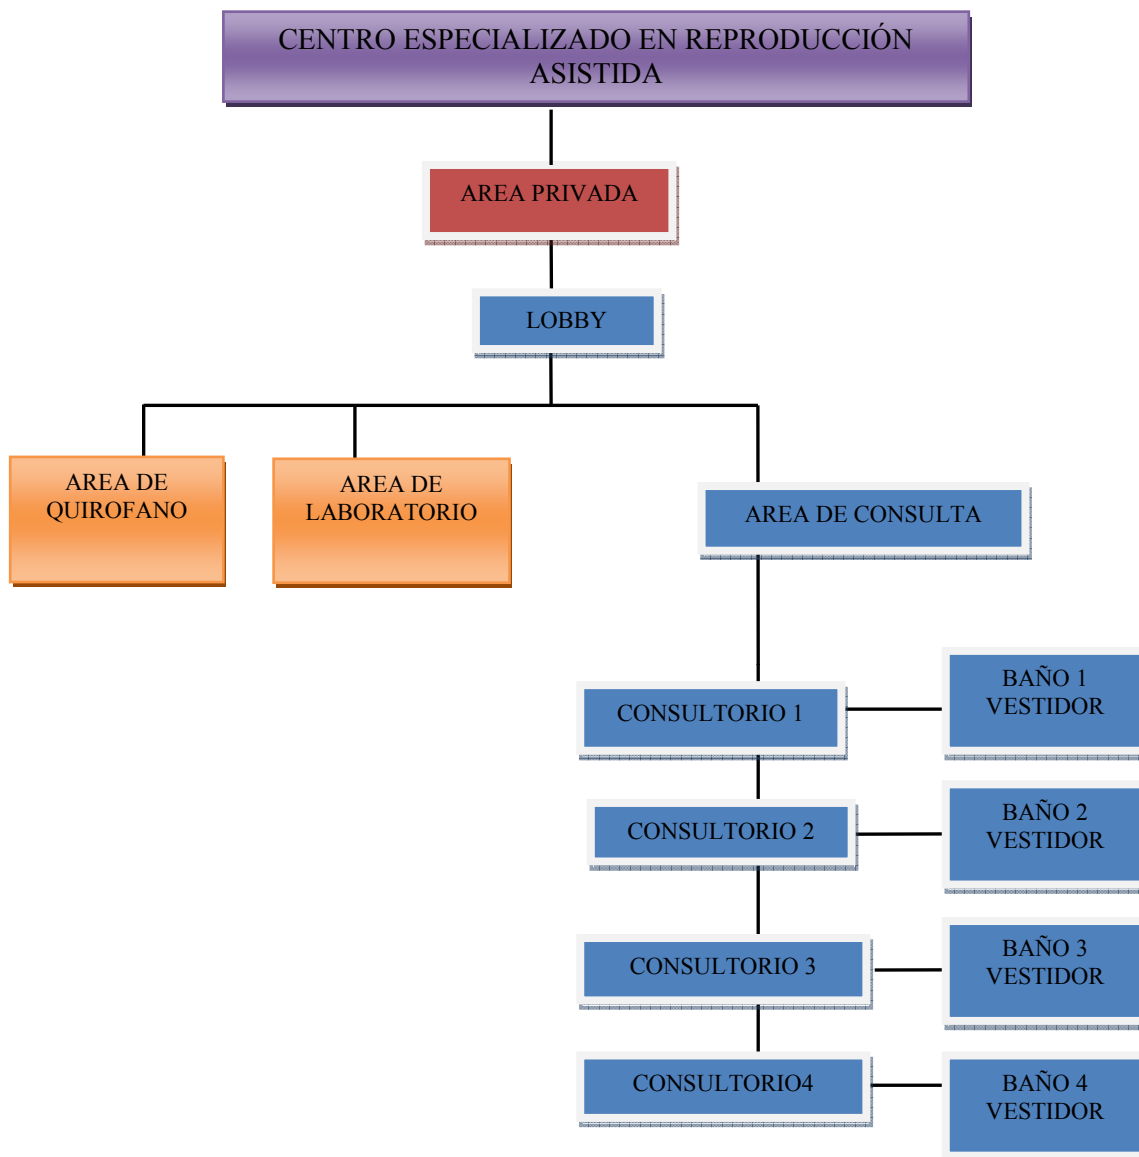 CENTRO ESPECIALIZADO EN REPRODUCCIÓN
ASISTIDA
AREA PRIVADA
LOBBY
AREA DE
QUIROFANO
AREA DE
LABORATORIO
AREA DE CONSULTA
CONSULTORIO 1
BAÑO 1
VESTIDOR
CONSULTORIO 2
BAÑO 2
VESTIDOR
CONSULTORIO 3
BAÑO 3
VESTIDOR
CONSULTORIO4
BAÑO 4
VESTIDOR